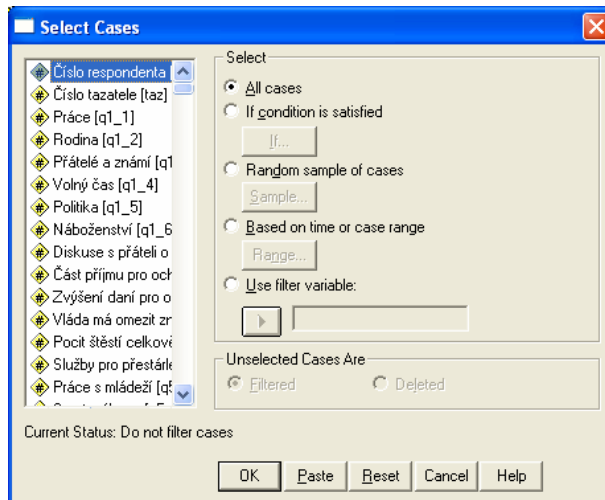 Select Cases
Číslo respondenta [
Číslo tazatele [taz]
Práce [q1_1]
Rodina [q1_2]
Přátelé a známí [q1
Volný čas [q1_4]
Politika [q1_5]
Náboženství [q1_6
Diskuse s přáteli o
Část příjmu pro och
Zvýšení daní pro o
Vláda má omezit zr
Pocit štěstí celkově
Služby pro přestárlé
Práce s mládeží [q5
Select
All cases
If condition is satisfied
If...
Random sample of cases
Sample...
Based on time or case range
Range...
Use filter variable:
Unselected Cases Are
Filtered
Deleted
Current Status: Do not filter cases
OK
Paste
Reset
Cancel
Help